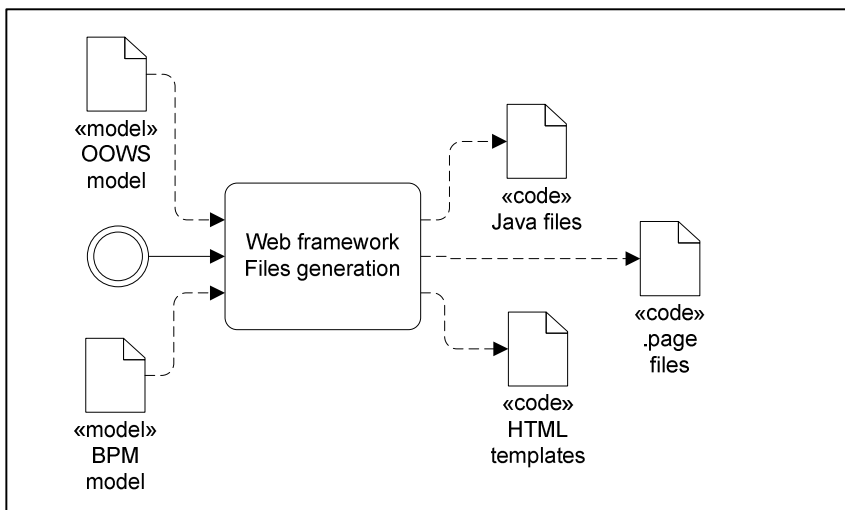 «model»
OOWS
model
Web framework
Files generation
«model»
BPM
model
«code»
Java files
«code»
.page
files
«code»
HTML
templates